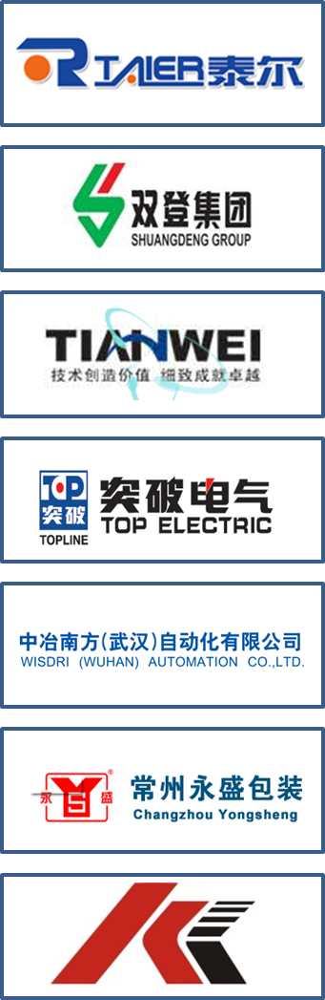 TAIER泰尔
双登集团
SHUANGDENG GROUP
TIANWEI
技术创造价值 细致成就卓越
TOP
突破
TOPLINE
突破电气
TOP ELECTRIC
中冶南方(武汉)自动化有限公司
WISDRI (WUHAN) AUTOMATION CO.,LTD.
永 YS 盛®
常州永盛包装
Changzhou Yongsheng